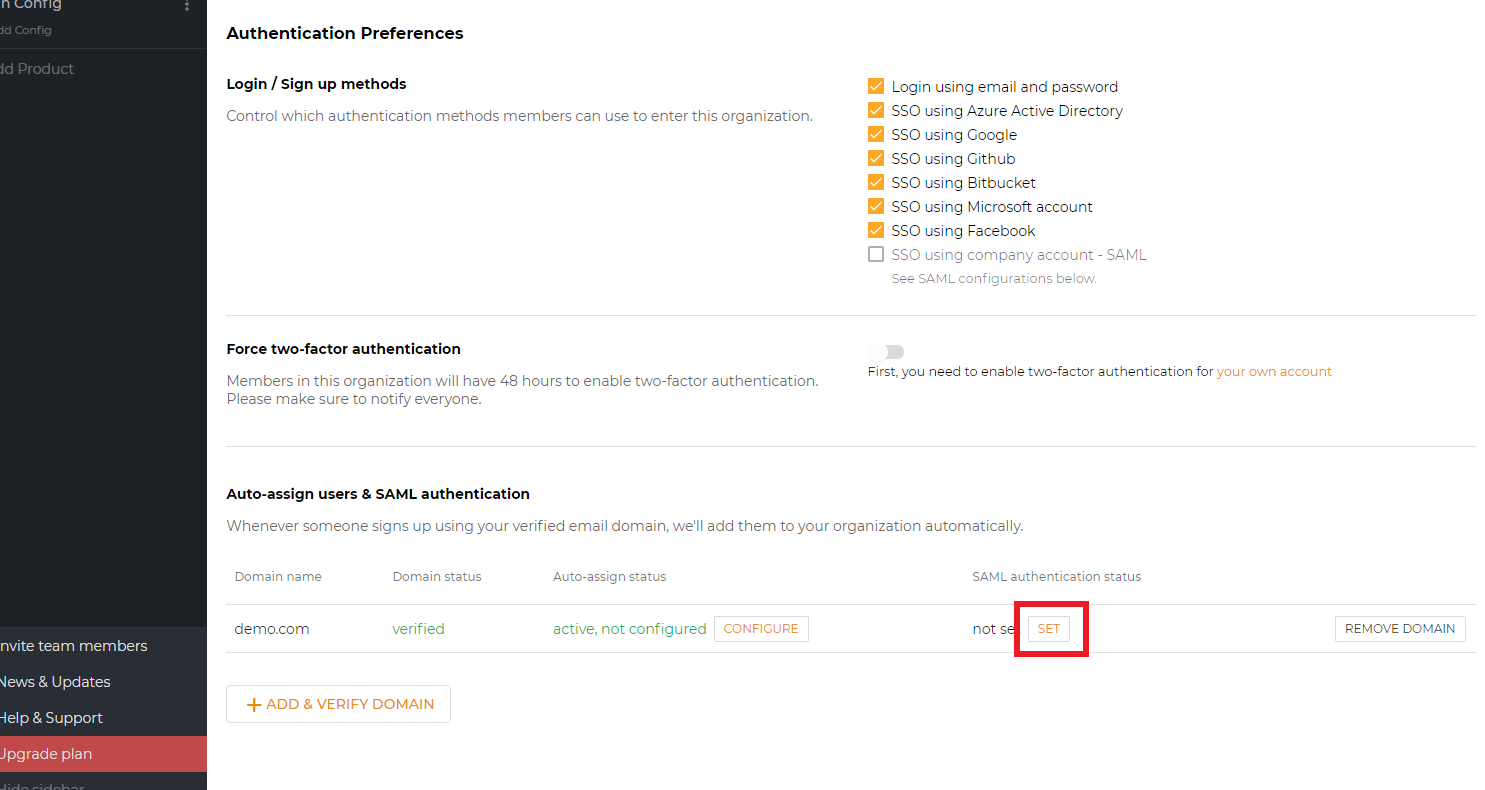 n Config
dd Config
dd Product
Authentication Preferences
Login / Sign up methods
Control which authentication methods members can use to enter this organization.
Login using email and password
SSO using Azure Active Directory
SSO using Google
SSO using Github
SSO using Bitbucket
SSO using Microsoft account
SSO using Facebook
SSO using company account - SAML
See SAML configurations below.
Force two-factor authentication
Members in this organization will have 48 hours to enable two-factor authentication.
Please make sure to notify everyone.
First, you need to enable two-factor authentication for your own account
Auto-assign users & SAML authentication
Whenever someone signs up using your verified email domain, we'll add them to your organization automatically.
Domain name Domain status Auto-assign status SAML authentication status
demo.com verified active, not configured CONFIGURE not se SET REMOVE DOMAIN
+ ADD & VERIFY DOMAIN
nvite team members
News & Updates
Help & Support
Upgrade plan
Hide sidebar